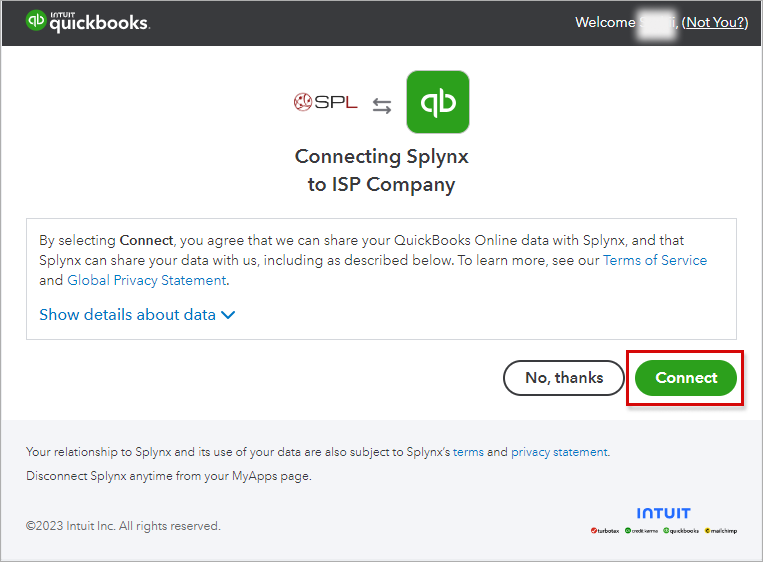 INTUIT
quickbooks.
Welcome (Not You?)
SPL
qb
Connecting Splynx
to ISP Company
By selecting Connect, you agree that we can share your QuickBooks Online data with Splynx, and that
Splynx can share your data with us, including as described below. To learn more, see our Terms of Service
and Global Privacy Statement.
Show details about data
No, thanks
Connect
Your relationship to Splynx and its use of your data are also subject to Splynx's terms and privacy statement.
Disconnect Splynx anytime from your MyApps page.
©2023 Intuit Inc. All rights reserved.
INTUIT
turbotax creditkarma quickbooks mailchimp